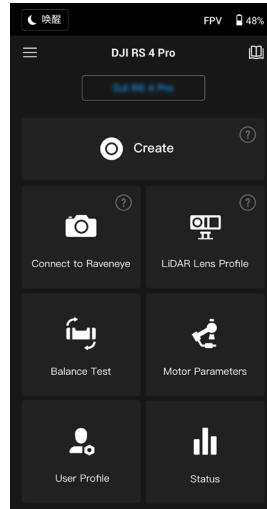 唤醒 FPV 48%
DJI RS 4 Pro
Create ?
Connect to Raveneye ?
LiDAR Lens Profile ?
Balance Test
Motor Parameters
User Profile
Status